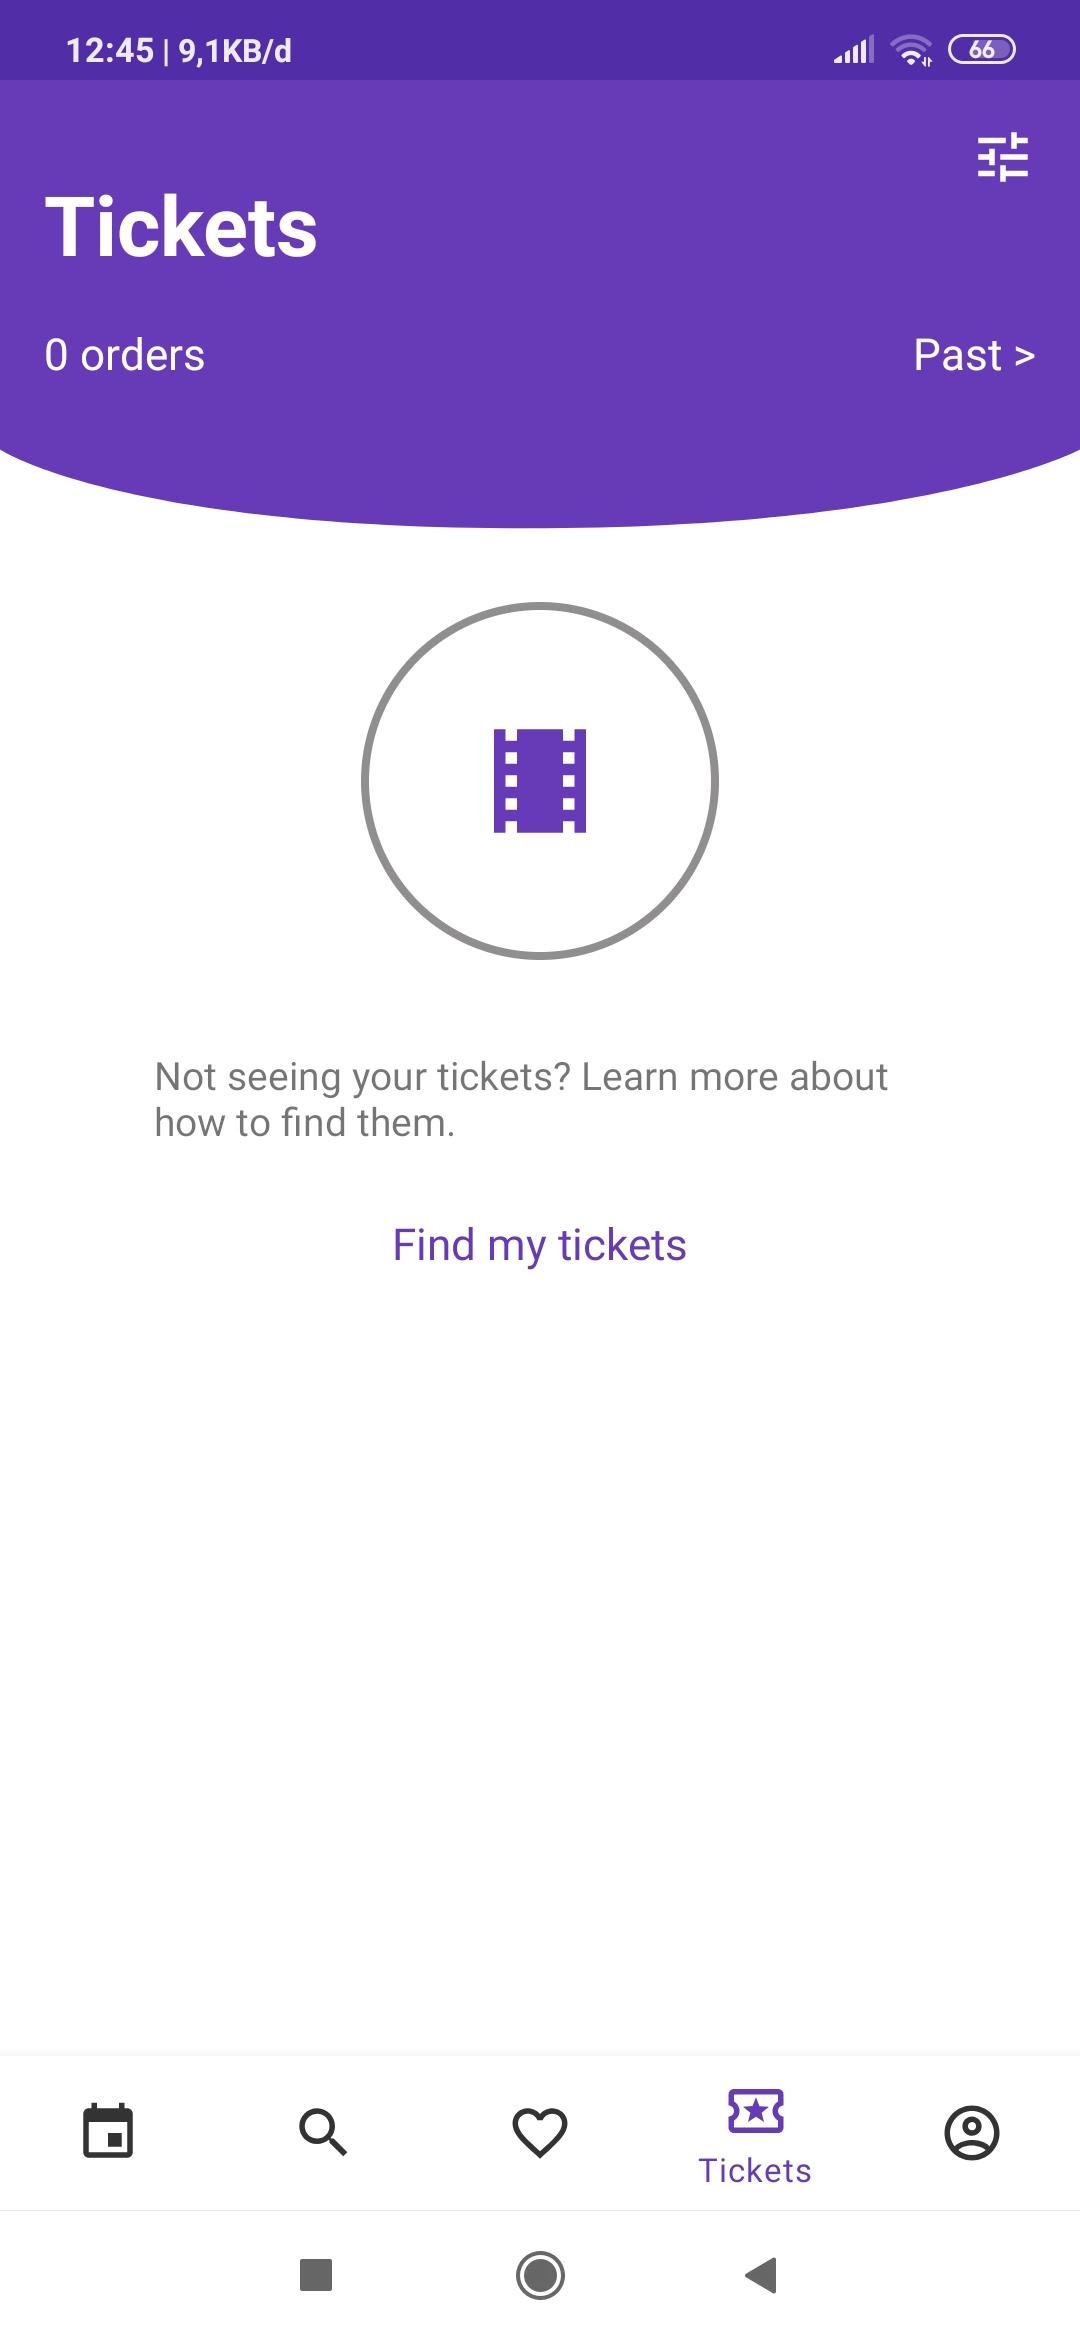 12:45 | 9,1KB/d
66
Tickets
0 orders
Past >
Not seeing your tickets? Learn more about
how to find them.
Find my tickets
Tickets